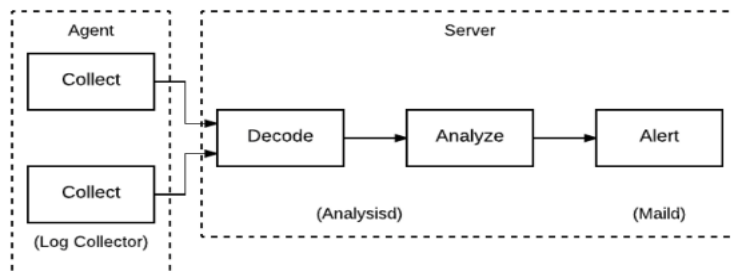 Agent
Server
Collect
Collect
(Log Collector)
Decode
Analyze
Alert
(Analysisd)
(Maild)